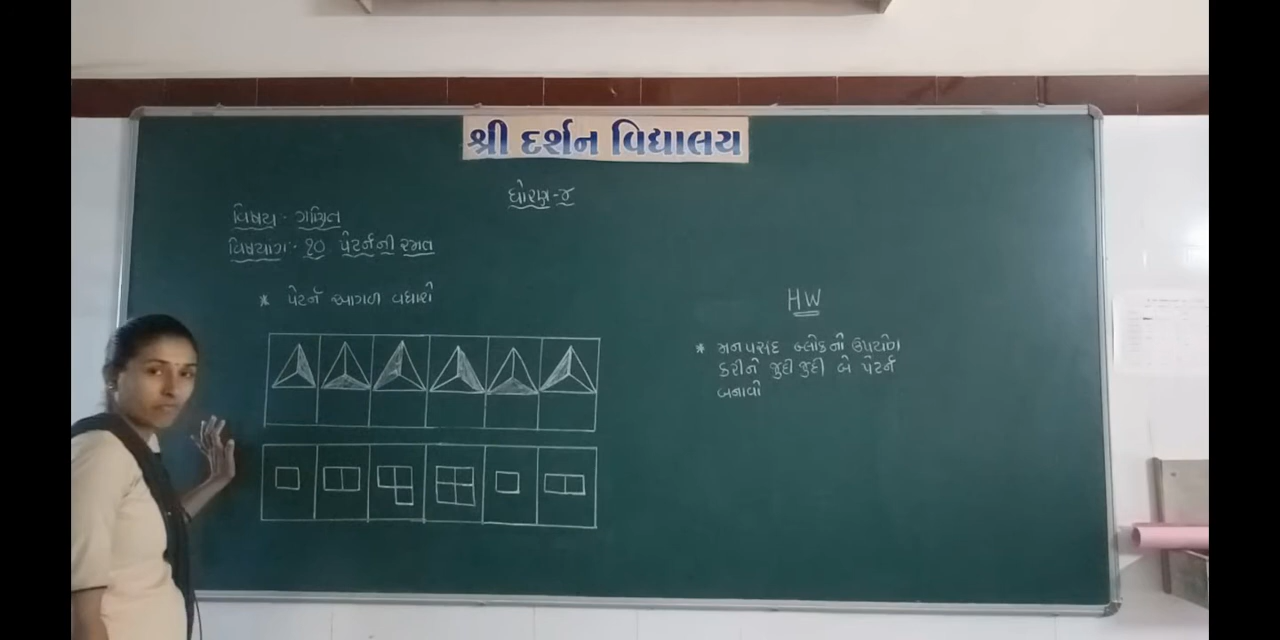 શ્રી દર્શન વિદ્યાલય
ધોરણ-૪
વિષય:- ગણિત
વિષયાંગ:- ૧૦ પેટર્નની રમત
* પેટર્ન આગળ વધારો
HW
* મનપસંદ બ્લોકનો ઉપયોગ
કરીને જુદી જુદી બે પેટર્ન
બનાવો